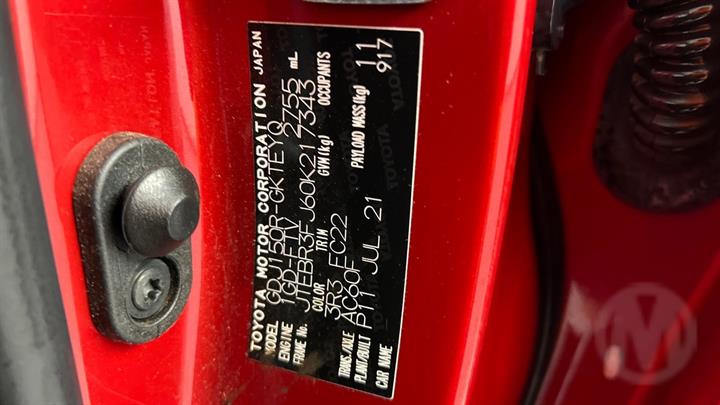 TOYOTA MOTOR CORPORATION JAPAN
MODEL GDJ150R-GKTEYQ
ENGINE 1GD-FTV 2755 mL
FRAME No. JTEBR3FJ60K217343
COLOR TRIM GVM(kg) OCCUPANTS
3R3 FC22
TRANS/AXLE AC60F PAYLOAD MASS(kg) 11
PLANT/BUILT P11 JUL 21 917
CAR NAME
M